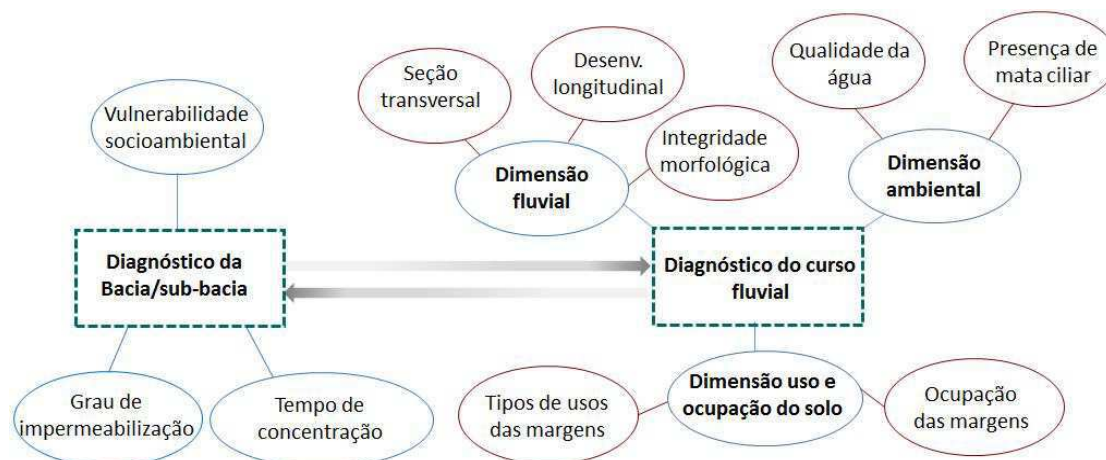 Vulnerabilidade
socioambiental
Seção
transversal
Desenv.
longitudinal
Integridade
morfológica
Dimensão
fluvial
Qualidade da
água
Presença de
mata ciliar
Dimensão
ambiental
Diagnóstico da
Bacia/sub-bacia
Diagnóstico do curso
fluvial
Grau de
impermeabilização
Tempo de
concentração
Tipos de usos
das margens
Dimensão uso e
ocupação do solo
Ocupação
das margens